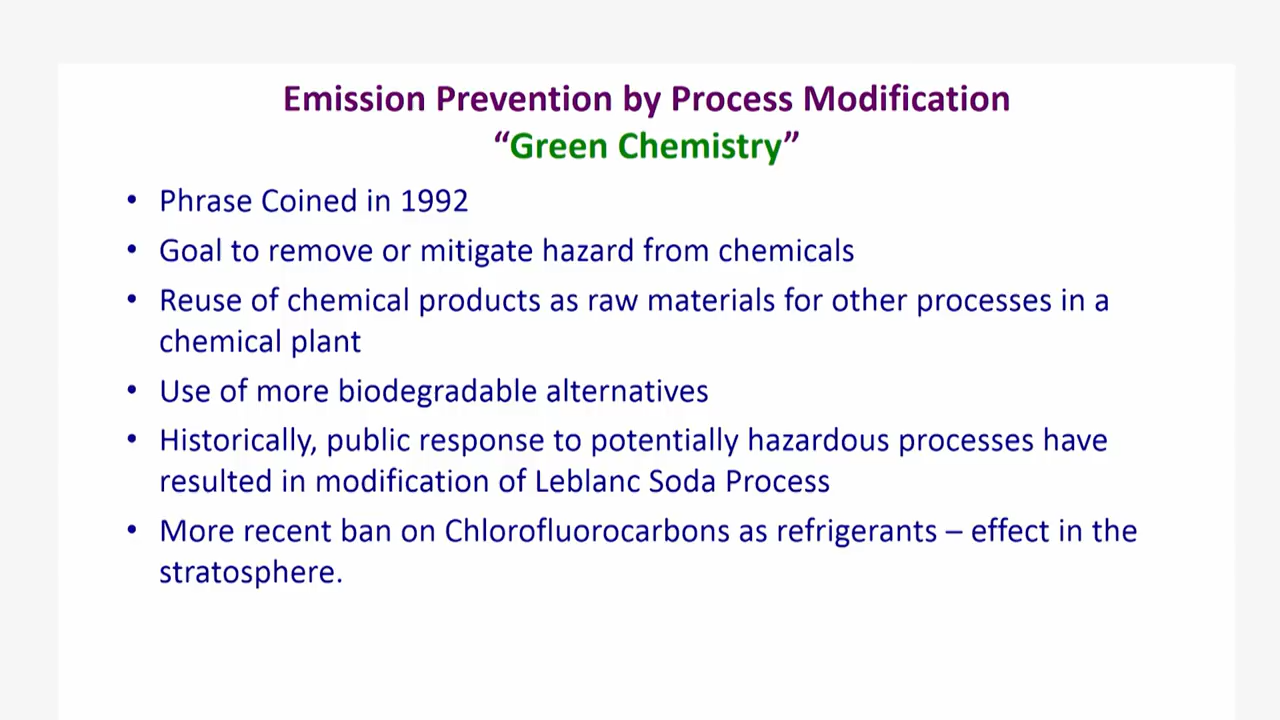 Emission Prevention by Process Modification
“Green Chemistry”
• Phrase Coined in 1992
• Goal to remove or mitigate hazard from chemicals
• Reuse of chemical products as raw materials for other processes in a
chemical plant
• Use of more biodegradable alternatives
• Historically, public response to potentially hazardous processes have
resulted in modification of Leblanc Soda Process
• More recent ban on Chlorofluorocarbons as refrigerants – effect in the
stratosphere.